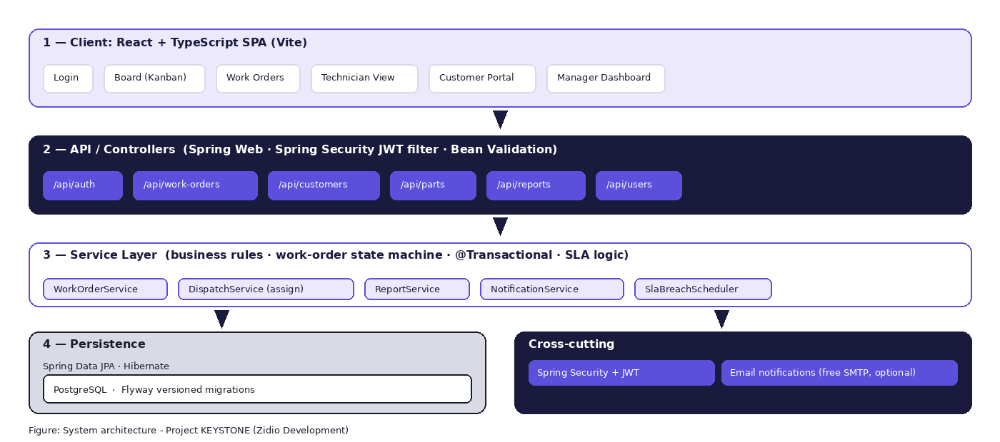 1 — Client: React + TypeScript SPA (Vite)
Login
Board (Kanban)
Work Orders
Technician View
Customer Portal
Manager Dashboard
2 — API / Controllers  (Spring Web · Spring Security JWT filter · Bean Validation)
/api/auth
/api/work-orders
/api/customers
/api/parts
/api/reports
/api/users
3 — Service Layer  (business rules · work-order state machine · @Transactional · SLA logic)
WorkOrderService
DispatchService (assign)
ReportService
NotificationService
SlaBreachScheduler
4 — Persistence
Spring Data JPA · Hibernate
PostgreSQL  ·  Flyway versioned migrations
Cross-cutting
Spring Security + JWT
Email notifications (free SMTP, optional)
Figure: System architecture - Project KEYSTONE (Zidio Development)